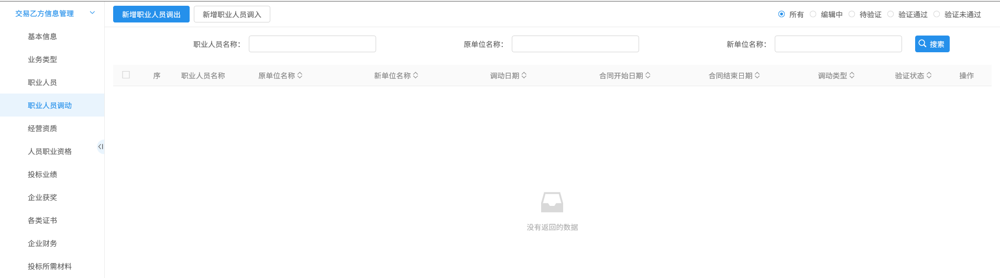 交易乙方信息管理
基本信息
业务类型
职业人员
职业人员调动
经营资质
人员职业资格
投标业绩
企业获奖
各类证书
企业财务
投标所需材料
新增职业人员调出 新增职业人员调入 所有 编辑中 待验证 验证通过 验证未通过
职业人员名称： 原单位名称： 新单位名称： 搜索
序 职业人员名称 原单位名称 新单位名称 调动日期 合同开始日期 合同结束日期 调动类型 验证状态 操作
没有返回的数据